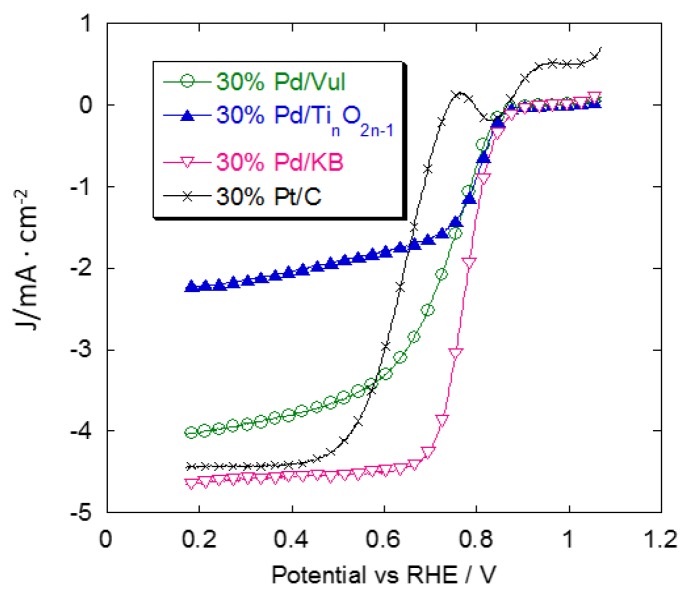 1
0
-1
-2
-3
-4
-5
J/mA · cm⁻²
30% Pd/Vul
30% Pd/TiₙO₂ₙ₋₁
30% Pd/KB
30% Pt/C
0 0.2 0.4 0.6 0.8 1 1.2
Potential vs RHE / V